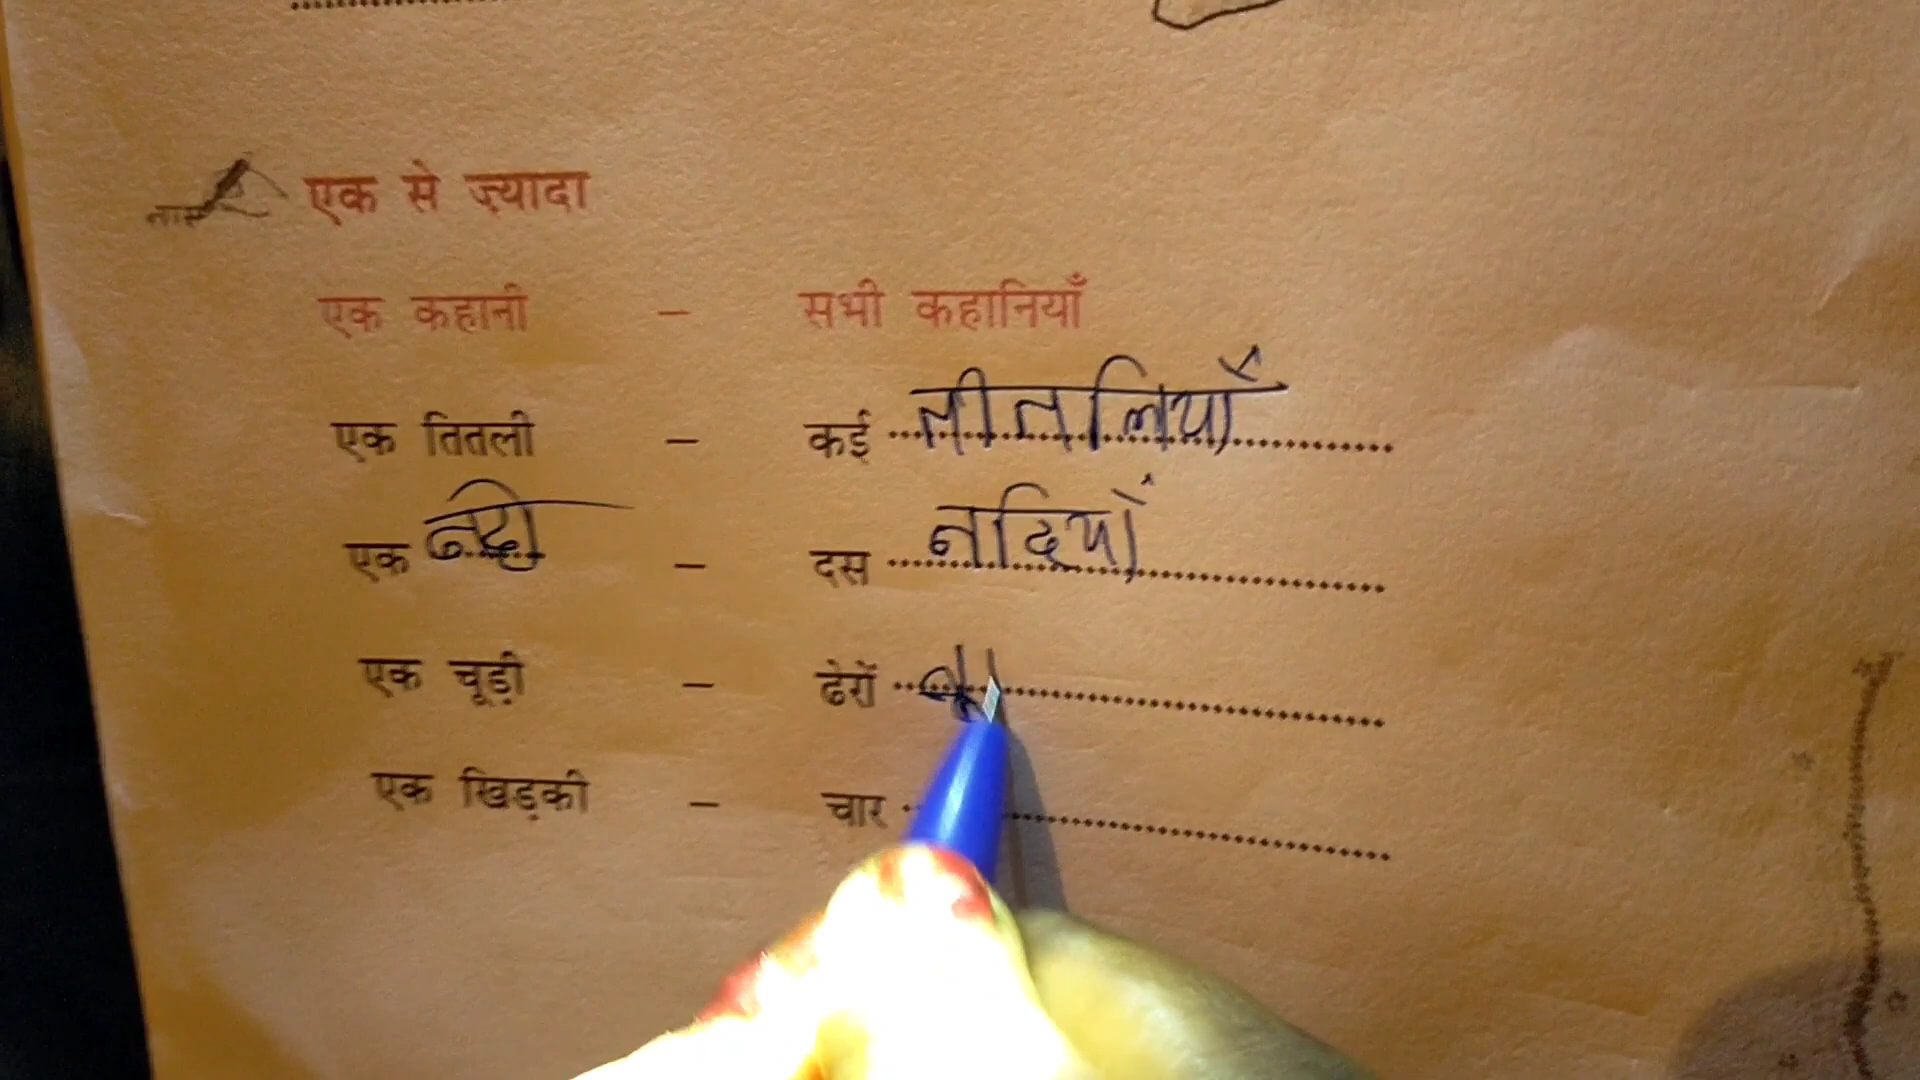 एक से ज़्यादा
एक कहानी – सभी कहानियाँ
एक तितली – कई तीतलियाँ
एक नदी – दस नदियां
एक चूड़ी – ढेरों चू
एक खिड़की – चार